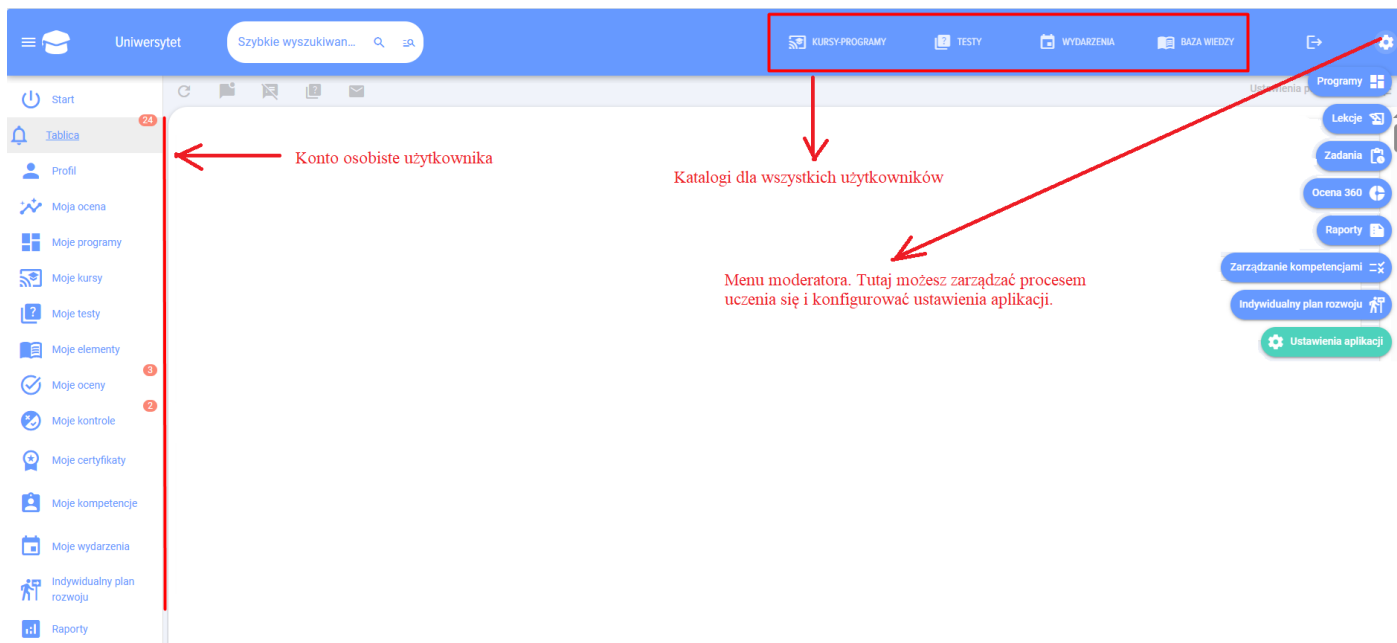 Uniwersytet
Szybkie wyszukiwan...
KURSY-PROGRAMY
TESTY
WYDARZENIA
BAZA WIEDZY
Start
Tablica
24
Profil
Moja ocena
Moje programy
Moje kursy
Moje testy
Moje elementy
Moje oceny
3
Moje kontrole
2
Moje certyfikaty
Moje kompetencje
Moje wydarzenia
Indywidualny plan
rozwoju
Raporty
Konto osobiste użytkownika
Katalogi dla wszystkich użytkowników
Menu moderatora. Tutaj możesz zarządzać procesem
uczenia się i konfigurować ustawienia aplikacji.
Ustawienia
Programy
Lekcje
Zadania
Ocena 360
Raporty
Zarządzanie kompetencjami
Indywidualny plan rozwoju
Ustawienia aplikacji